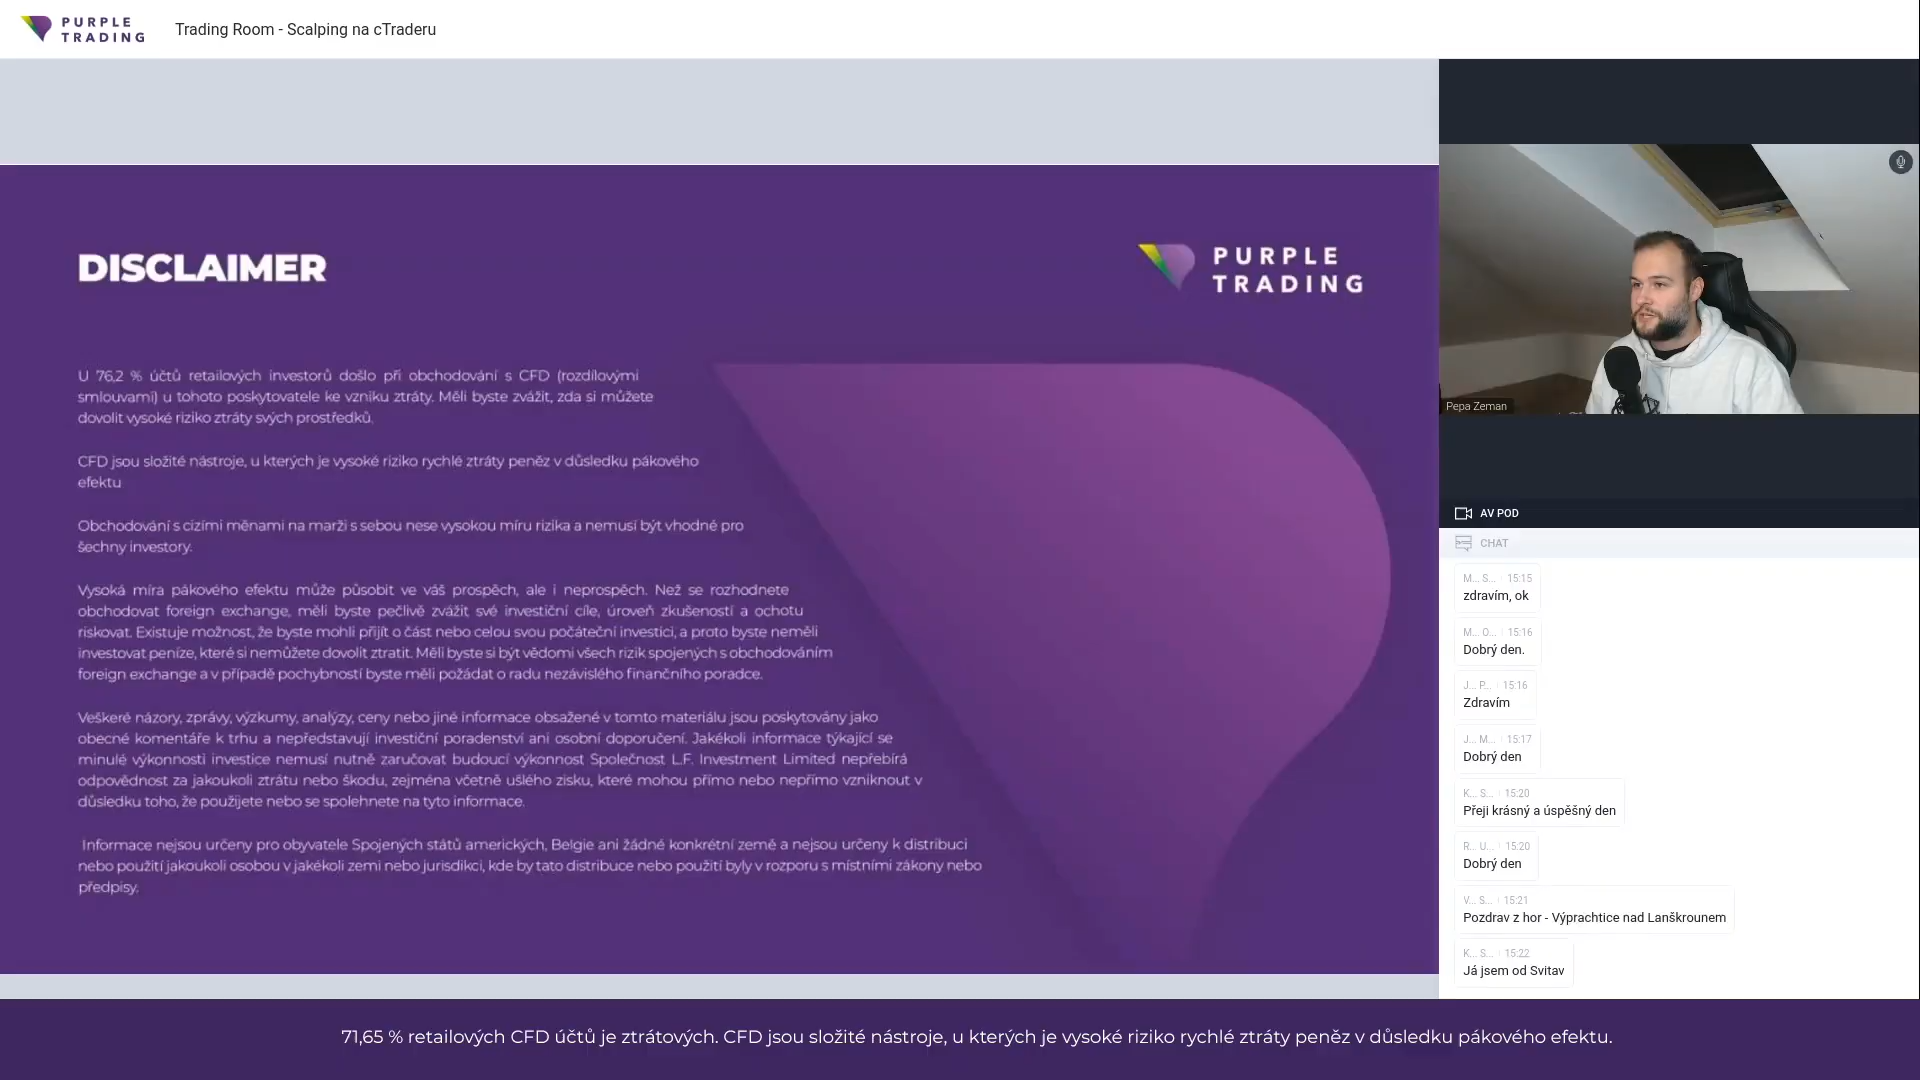 PURPLE
TRADING
Trading Room - Scalping na cTraderu
DISCLAIMER
PURPLE
TRADING
U 76,2 % účtů retailových investorů došlo při obchodování s CFD (rozdílovými
smlouvami) u tohoto poskytovatele ke vzniku ztráty. Měli byste zvážit, zda si můžete
dovolit vysoké riziko ztráty svých prostředků.
CFD jsou složité nástroje, u kterých je vysoké riziko rychlé ztráty peněz v důsledku pákového
efektu
Obchodování s cizími měnami na marži s sebou nese vysokou míru rizika a nemusí být vhodné pro
šechny investory.
Vysoká míra pákového efektu může působit ve váš prospěch, ale i neprospěch. Než se rozhodnete
obchodovat foreign exchange, měli byste pečlivě zvážit své investiční cíle, úroveň zkušeností a ochotu
riskovat. Existuje možnost, že byste mohli přijít o část nebo celou svou počáteční investici, a proto byste neměli
investovat peníze, které si nemůžete dovolit ztratit. Měli byste si být vědomi všech rizik spojených s obchodováním
foreign exchange a v případě pochybností byste měli požádat o radu nezávislého finančního poradce.
Veškeré názory, zprávy, výzkumy, analýzy, ceny nebo jiné informace obsažené v tomto materiálu jsou poskytovány jako
obecné komentáře k trhu a nepředstavují investiční poradenství ani osobní doporučení. Jakékoli informace týkající se
minulé výkonnosti investice nemusí nutně zaručovat budoucí výkonnost Společnost L.F. Investment Limited nepřebírá
odpovědnost za jakoukoli ztrátu nebo škodu, zejména včetně ušlého zisku, které mohou přímo nebo nepřímo vzniknout v
důsledku toho, že použijete nebo se spolehnete na tyto informace.
Informace nejsou určeny pro obyvatele Spojených států amerických, Belgie ani žádné konkrétní země a nejsou určeny k distribuci
nebo použití jakoukoli osobou v jakékoli zemi nebo jurisdikci, kde by tato distribuce nebo použití byly v rozporu s místními zákony nebo
předpisy.
Pepa Zeman
AV POD
CHAT
M... S... 15:15
zdravím, ok
M... O... 15:16
Dobrý den.
J... P... 15:16
Zdravím
J... M... 15:17
Dobrý den
K... S... 15:20
Přeji krásný a úspěšný den
R... U... 15:20
Dobrý den
V... S... 15:21
Pozdrav z hor - Výprachtice nad Lanškrounem
K... S... 15:22
Já jsem od Svitav
71,65 % retailových CFD účtů je ztrátových. CFD jsou složité nástroje, u kterých je vysoké riziko rychlé ztráty peněz v důsledku pákového efektu.